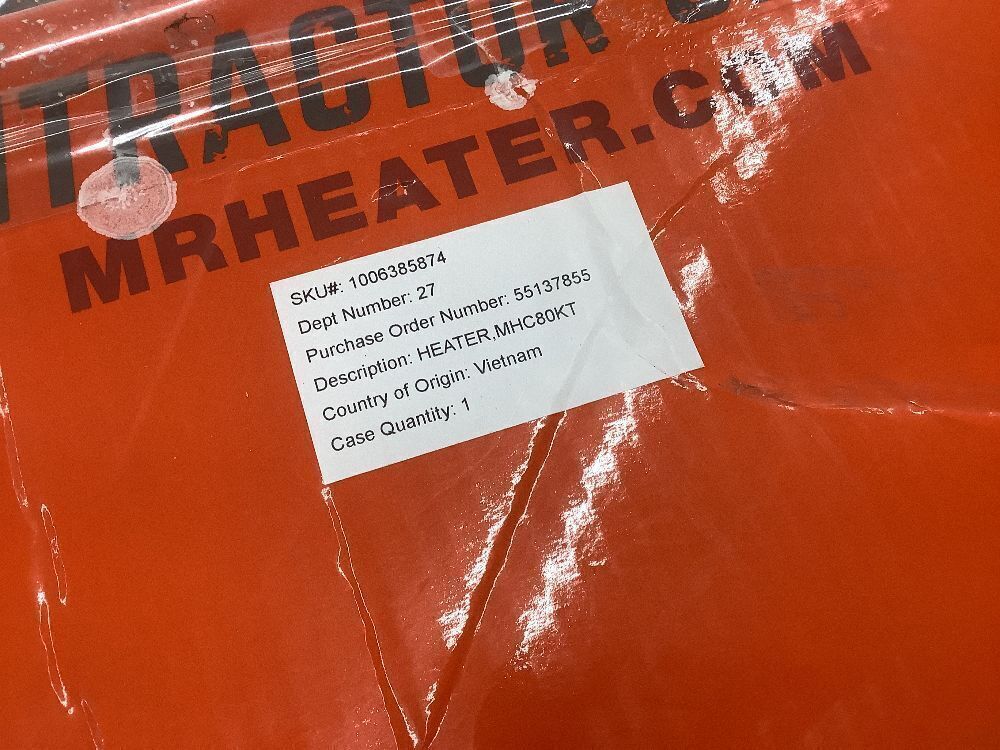 NTRACTOR S
MRHEATER.COM
SKU#: 1006385874
Dept Number: 27
Purchase Order Number: 55137855
Description: HEATER,MHC80KT
Country of Origin: Vietnam
Case Quantity: 1